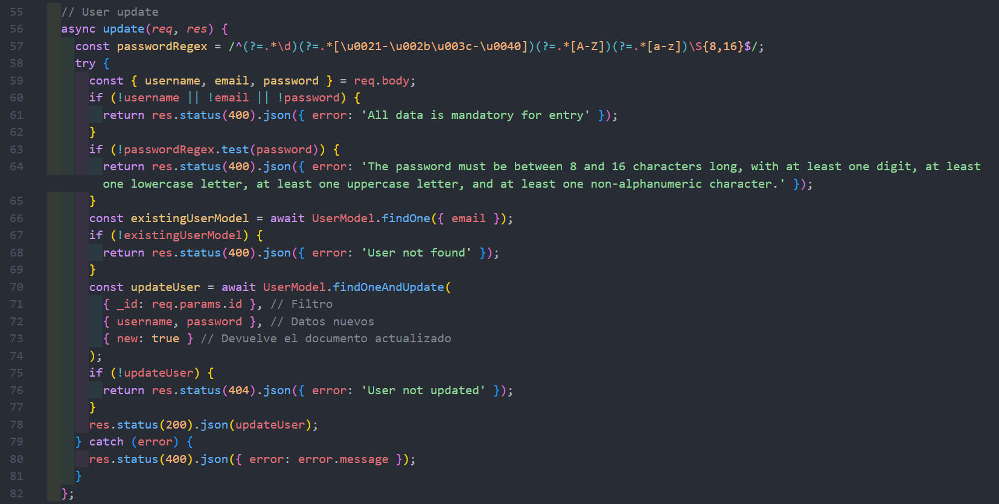 55 // User update
56 async update(req, res) {
57 const passwordRegex = /^(?=.*\d)(?=.*[\u0021-\u002b\u003c-\u0040])(?=.*[A-Z])(?=.*[a-z])\S{8,16}$/;
58 try {
59 const { username, email, password } = req.body;
60 if (!username || !email || !password) {
61 return res.status(400).json({ error: 'All data is mandatory for entry' });
62 }
63 if (!passwordRegex.test(password)) {
64 return res.status(400).json({ error: 'The password must be between 8 and 16 characters long, with at least one digit, at least
one lowercase letter, at least one uppercase letter, and at least one non-alphanumeric character.' });
65 }
66 const existingUserModel = await UserModel.findOne({ email });
67 if (!existingUserModel) {
68 return res.status(400).json({ error: 'User not found' });
69 }
70 const updateUser = await UserModel.findOneAndUpdate(
71 { _id: req.params.id }, // Filtro
72 { username, password }, // Datos nuevos
73 { new: true } // Devuelve el documento actualizado
74 );
75 if (!updateUser) {
76 return res.status(404).json({ error: 'User not updated' });
77 }
78 res.status(200).json(updateUser);
79 } catch (error) {
80 res.status(400).json({ error: error.message });
81 }
82 };